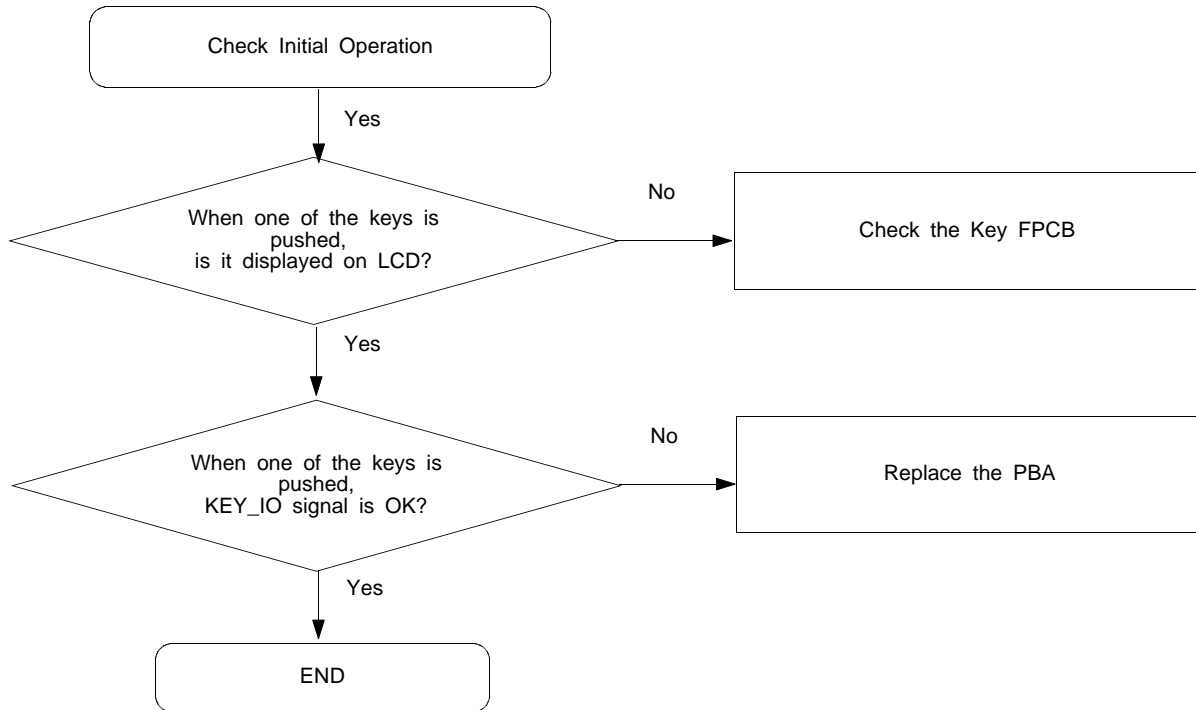 Check Initial Operation
Yes
No
When one of the keys is
pushed,
is it displayed on LCD?
Check the Key FPCB
Yes
No
When one of the keys is
pushed,
KEY_IO signal is OK?
Replace the PBA
Yes
END